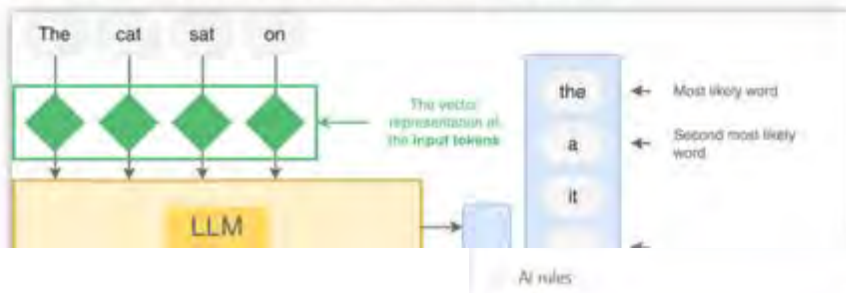 The cat sat on
The vector
representation of
the input tokens
LLM
the
a
it
Most likely word
Second most likely
word
AI rules